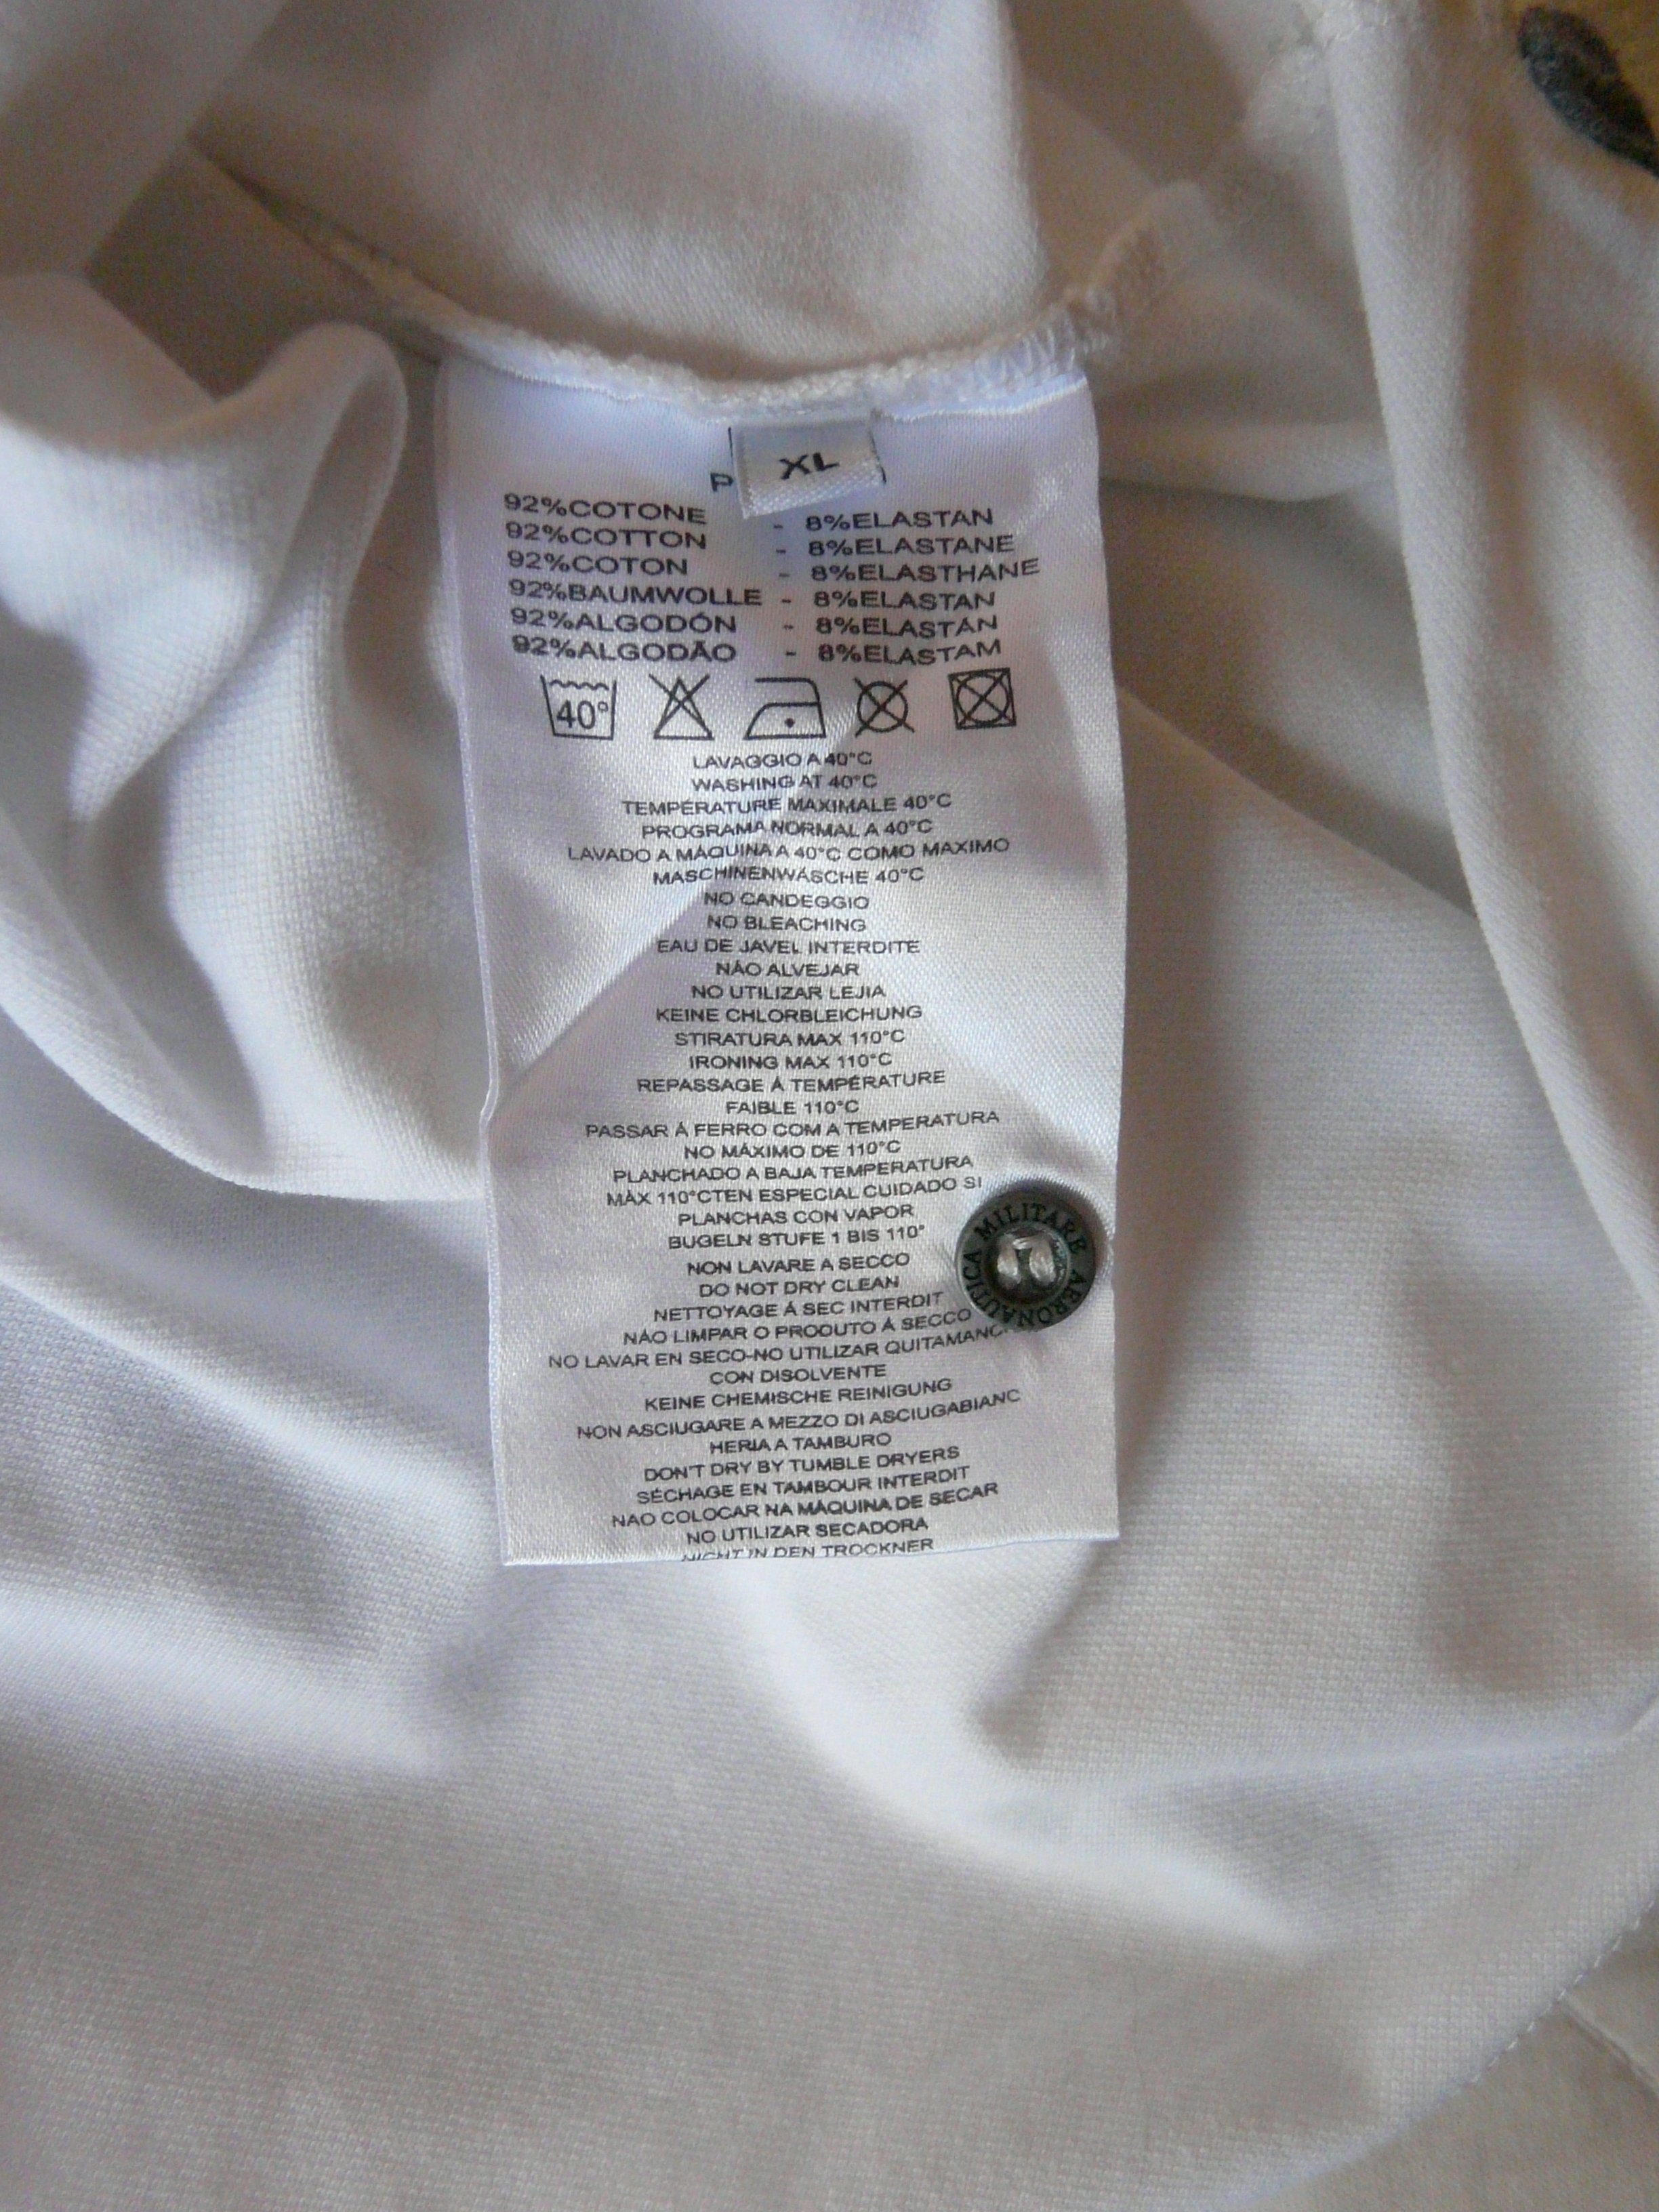 XL
92%COTONE - 8%ELASTAN
92%COTTON - 8%ELASTANE
92%COTON - 8%ELASTHANE
92%BAUMWOLLE - 8%ELASTAN
92%ALGODÓN - 8%ELASTÁN
92%ALGODÃO - 8%ELASTAM
40°
LAVAGGIO A 40°C
WASHING AT 40°C
TEMPÉRATURE MAXIMALE 40°C
PROGRAMA NORMAL A 40°C
LAVADO A MÁQUINA A 40°C COMO MAXIMO
MASCHINENWÁSCHE 40°C
NO CANDEGGIO
NO BLEACHING
EAU DE JAVEL INTERDITE
NÁO ALVEJAR
NO UTILIZAR LEJIA
KEINE CHLORBLEICHUNG
STIRATURA MAX 110°C
IRONING MAX 110°C
REPASSAGE Á TEMPÉRATURE
FAIBLE 110°C
PASSAR Á FERRO COM A TEMPERATURA
NO MÁXIMO DE 110°C
PLANCHADO A BAJA TEMPERATURA
MÁX 110°CTEN ESPECIAL CUIDADO SI
PLANCHAS CON VAPOR
BUGELN STUFE 1 BIS 110°
NON LAVARE A SECCO
DO NOT DRY CLEAN
NETTOYAGE Á SEC INTERDIT
NÁO LIMPAR O PRODUTO Á SECCO
NO LAVAR EN SECO-NO UTILIZAR QUITAMANC
CON DISOLVENTE
KEINE CHEMISCHE REINIGUNG
NON ASCIUGARE A MEZZO DI ASCIUGABIANC
HERIA A TAMBURO
DON'T DRY BY TUMBLE DRYERS
SÉCHAGE EN TAMBOUR INTERDIT
NAO COLOCAR NA MÁQUINA DE SECAR
NO UTILIZAR SECADORA
NICHT IN DEN TROCKNER
AERONAUTICA MILITARE